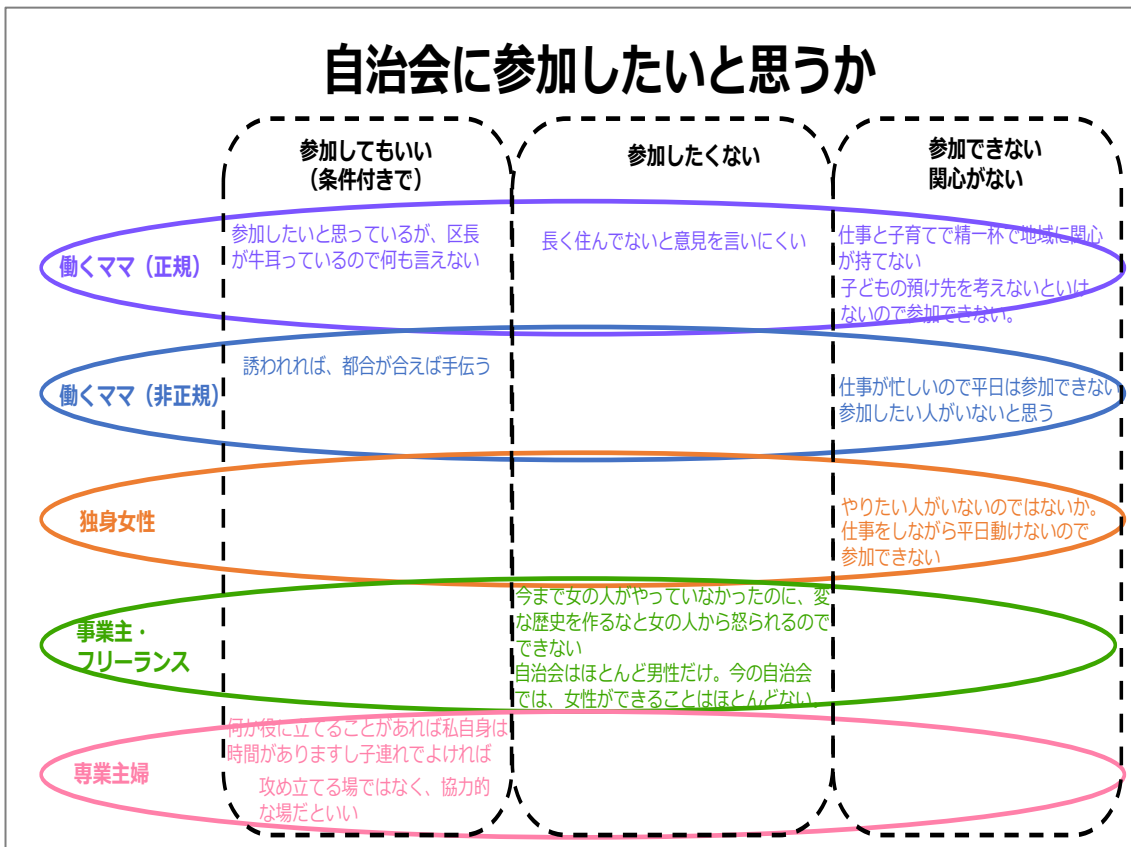 自治会に参加したいと思うか
参加してもいい
（条件付きで）
参加したくない
参加できない
関心がない
働くママ（正規）
参加したいと思っているが、区長
が牛耳っているので何も言えない
長く住んでないと意見を言いにくい
仕事と子育てで精一杯で地域に関心
が持てない
子どもの預け先を考えないといけ
ないので参加できない。
働くママ（非正規）
誘われれば、都合が合えば手伝う
仕事が忙しいので平日は参加できない
参加したい人がいないと思う
独身女性
やりたい人がいないのではないか。
仕事をしながら平日動けないので
参加できない
事業主・
フリーランス
今まで女の人がやっていなかったのに、変
な歴史を作るなと女の人から怒られるので
できない
自治会はほとんど男性だけ。今の自治会
では、女性ができることはほとんどない。
専業主婦
何か役に立てることがあれば私自身は
時間がありますし子連れでよければ
攻め立てる場ではなく、協力的
な場だといい